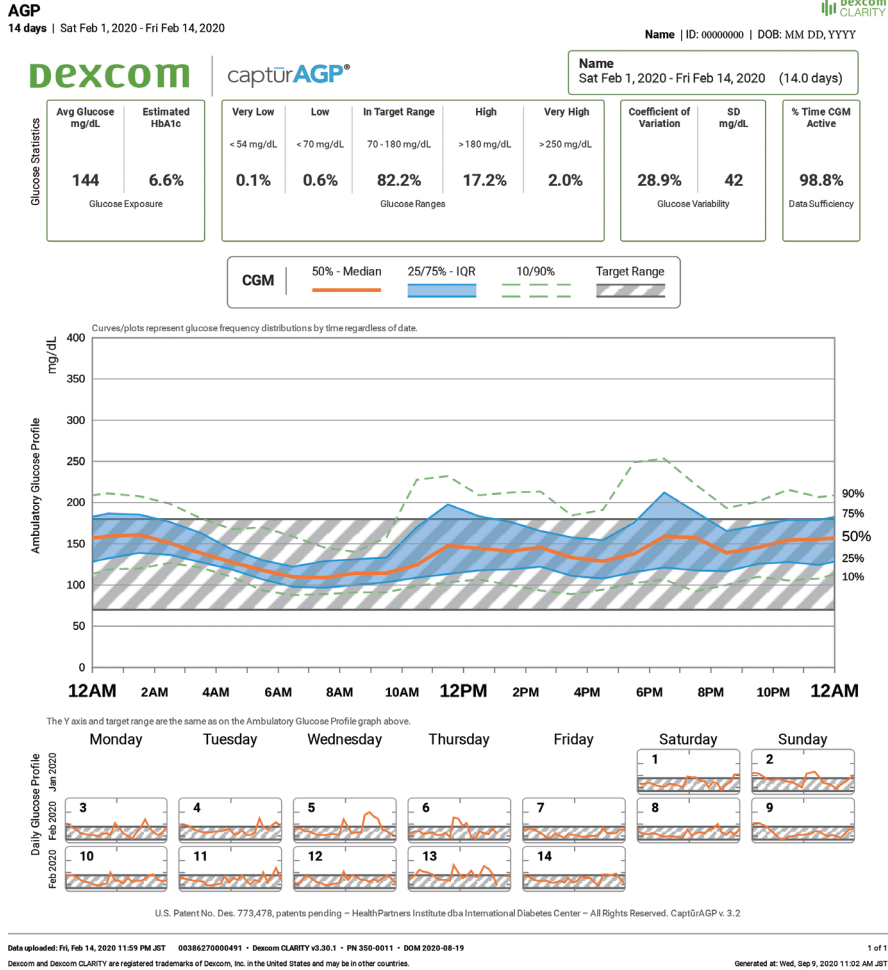 AGP
14 days | Sat Feb 1, 2020 - Fri Feb 14, 2020
Dexcom
CLARITY
Name | ID: 00000000 | DOB: MM DD, YYYY
Dexcom
captūrAGP®
Name
Sat Feb 1, 2020 - Fri Feb 14, 2020 (14.0 days)
Glucose Statistics
Avg Glucose
mg/dL
Estimated
HbA1c
144
6.6%
Glucose Exposure
Very Low
Low
In Target Range
High
Very High
< 54 mg/dL
< 70 mg/dL
70 - 180 mg/dL
> 180 mg/dL
> 250 mg/dL
0.1%
0.6%
82.2%
17.2%
2.0%
Glucose Ranges
Coefficient of
Variation
SD
mg/dL
28.9%
42
Glucose Variability
% Time CGM
Active
98.8%
Data Sufficiency
CGM
50% - Median
25/75% - IQR
10/90%
Target Range
Curves/plots represent glucose frequency distributions by time regardless of date.
mg/dL
Ambulatory Glucose Profile
400
350
300
250
200
150
100
50
0
90%
75%
50%
25%
10%
12AM
2AM
4AM
6AM
8AM
10AM
12PM
2PM
4PM
6PM
8PM
10PM
12AM
The Y axis and target range are the same as on the Ambulatory Glucose Profile graph above.
Daily Glucose Profile
Monday
Tuesday
Wednesday
Thursday
Friday
Saturday
Sunday
Jan 2020
1
2
Feb 2020
3
4
5
6
7
8
9
Feb 2020
10
11
12
13
14
U.S. Patent No. Des. 773,478, patents pending – HealthPartners Institute dba International Diabetes Center – All Rights Reserved. CaptūrAGP v. 3.2
Data uploaded: Fri, Feb 14, 2020 11:59 PM JST 00386270000491 • Dexcom CLARITY v3.30.1 • PN 350-0011 • DOM 2020-08-19
1 of 1
Dexcom and Dexcom CLARITY are registered trademarks of Dexcom, Inc. in the United States and may be in other countries.
Generated at: Wed, Sep 9, 2020 11:02 AM JST